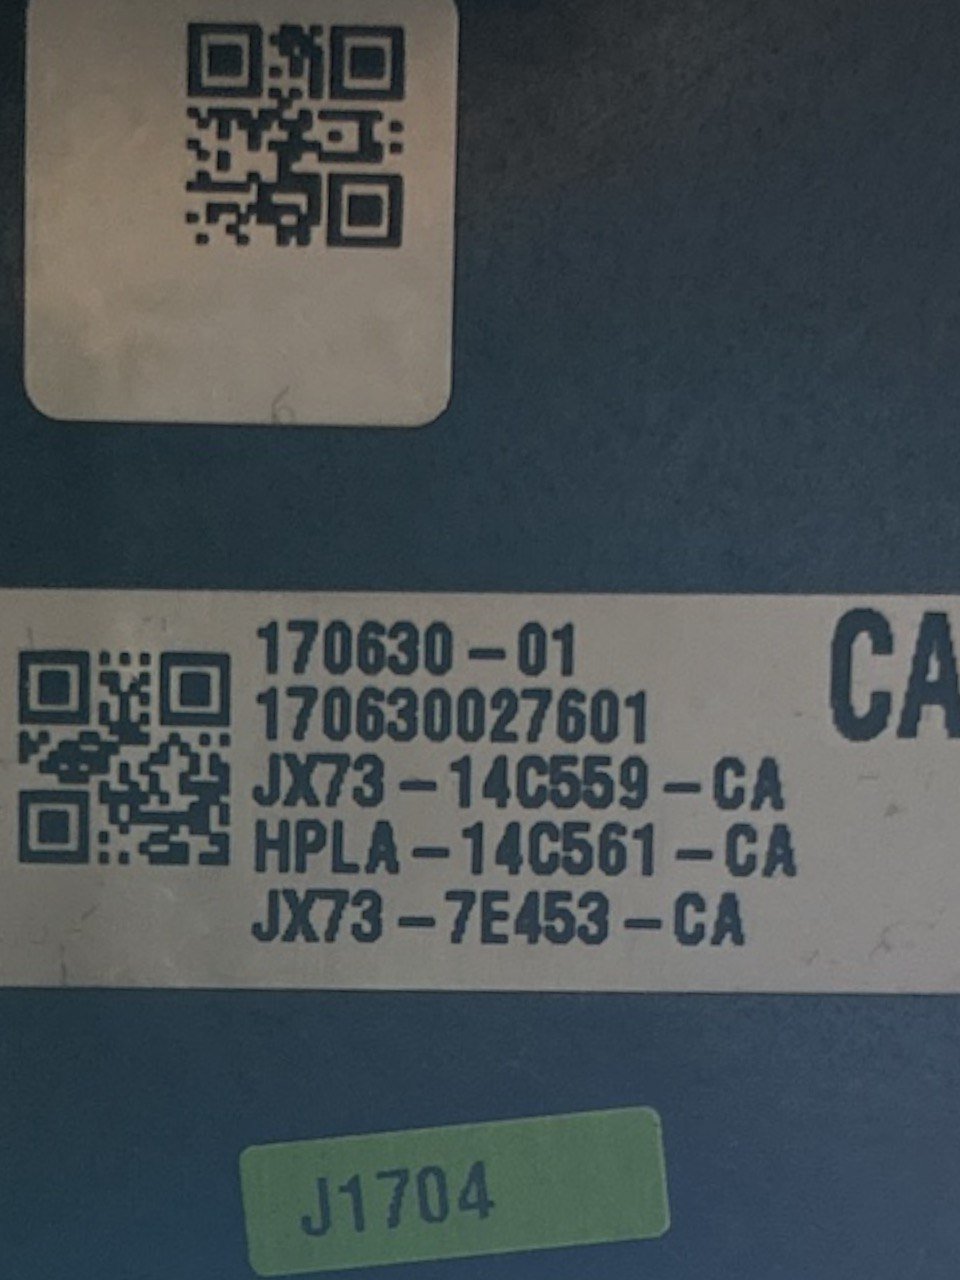 170630-01
CA
170630027601
JX73-14C559-CA
HPLA-14C561-CA
JX73-7E453-CA
J1704